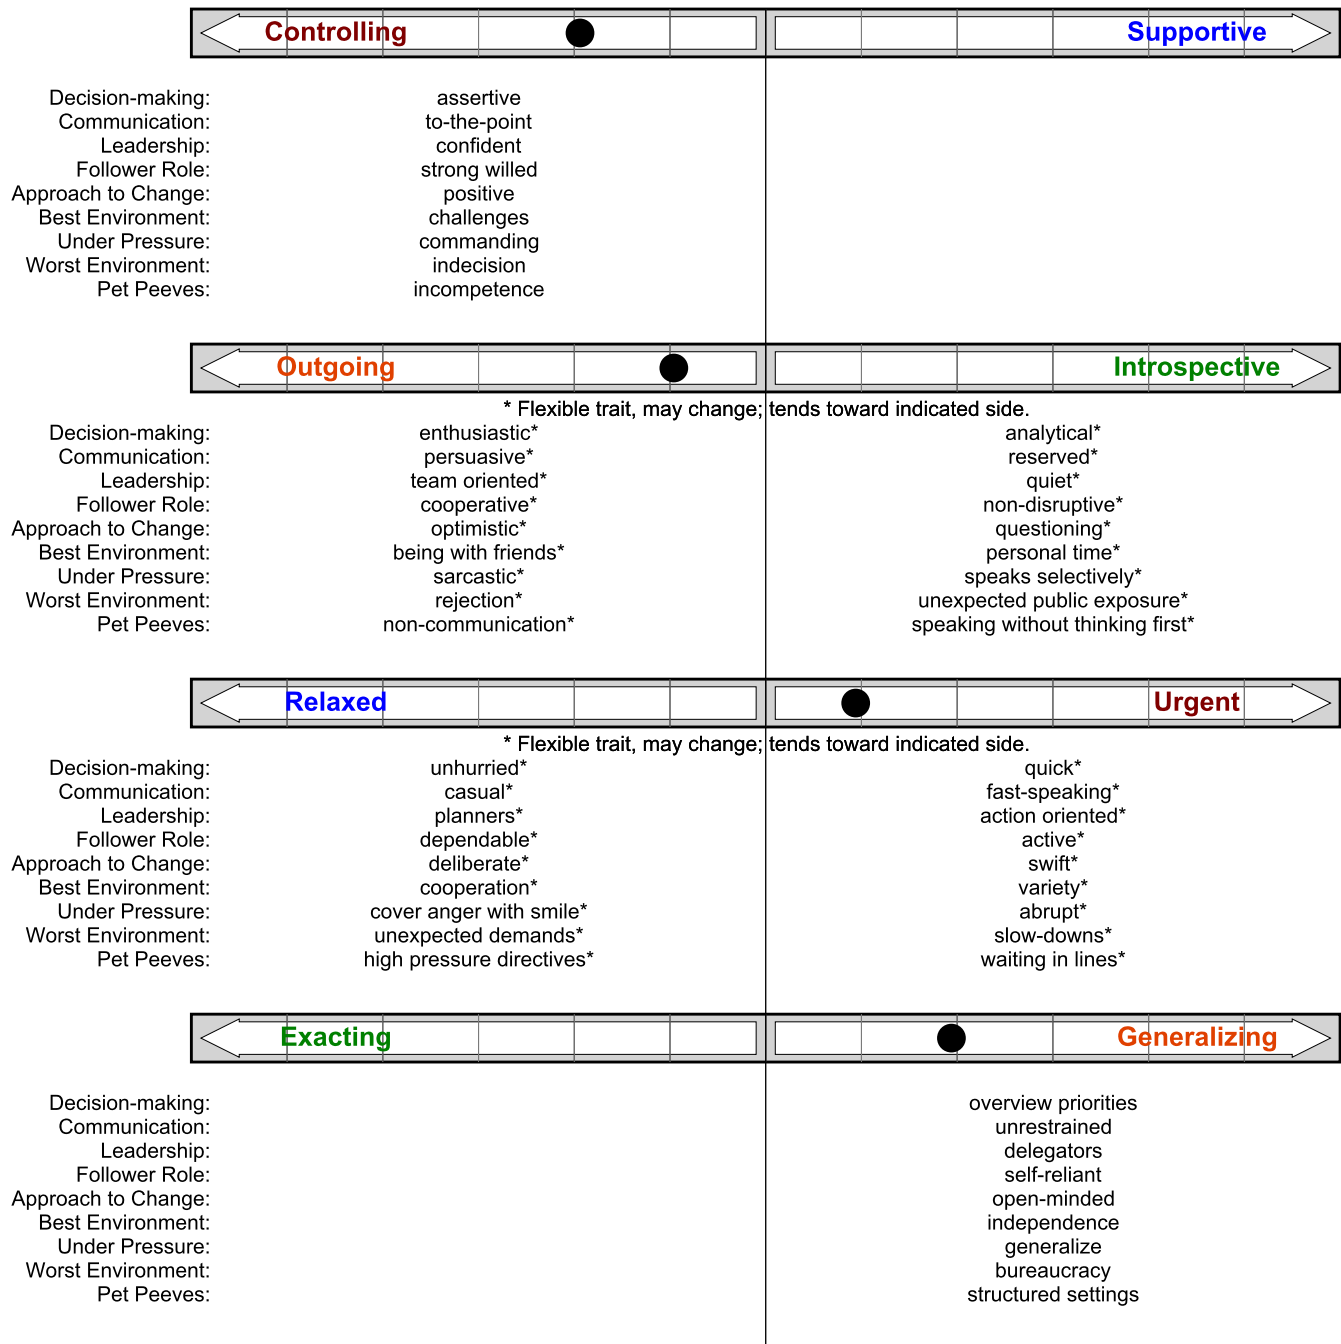 Controlling Supportive
Decision-making: assertive
Communication: to-the-point
Leadership: confident
Follower Role: strong willed
Approach to Change: positive
Best Environment: challenges
Under Pressure: commanding
Worst Environment: indecision
Pet Peeves: incompetence
Outgoing Introspective
* Flexible trait, may change; tends toward indicated side.
Decision-making: enthusiastic* analytical*
Communication: persuasive* reserved*
Leadership: team oriented* quiet*
Follower Role: cooperative* non-disruptive*
Approach to Change: optimistic* questioning*
Best Environment: being with friends* personal time*
Under Pressure: sarcastic* speaks selectively*
Worst Environment: rejection* unexpected public exposure*
Pet Peeves: non-communication* speaking without thinking first*
Relaxed Urgent
* Flexible trait, may change; tends toward indicated side.
Decision-making: unhurried* quick*
Communication: casual* fast-speaking*
Leadership: planners* action oriented*
Follower Role: dependable* active*
Approach to Change: deliberate* swift*
Best Environment: cooperation* variety*
Under Pressure: cover anger with smile* abrupt*
Worst Environment: unexpected demands* slow-downs*
Pet Peeves: high pressure directives* waiting in lines*
Exacting Generalizing
Decision-making: overview priorities
Communication: unrestrained
Leadership: delegators
Follower Role: self-reliant
Approach to Change: open-minded
Best Environment: independence
Under Pressure: generalize
Worst Environment: bureaucracy
Pet Peeves: structured settings